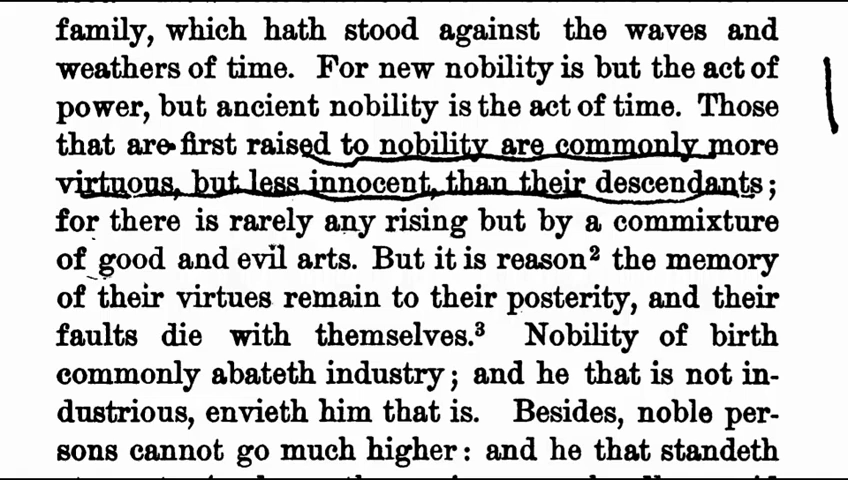 family, which hath stood against the waves and
weathers of time. For new nobility is but the act of
power, but ancient nobility is the act of time. Those
that are first raised to nobility are commonly more
virtuous, but less innocent, than their descendants;
for there is rarely any rising but by a commixture
of good and evil arts. But it is reason² the memory
of their virtues remain to their posterity, and their
faults die with themselves.³ Nobility of birth
commonly abateth industry; and he that is not in-
dustrious, envieth him that is. Besides, noble per-
sons cannot go much higher: and he that standeth